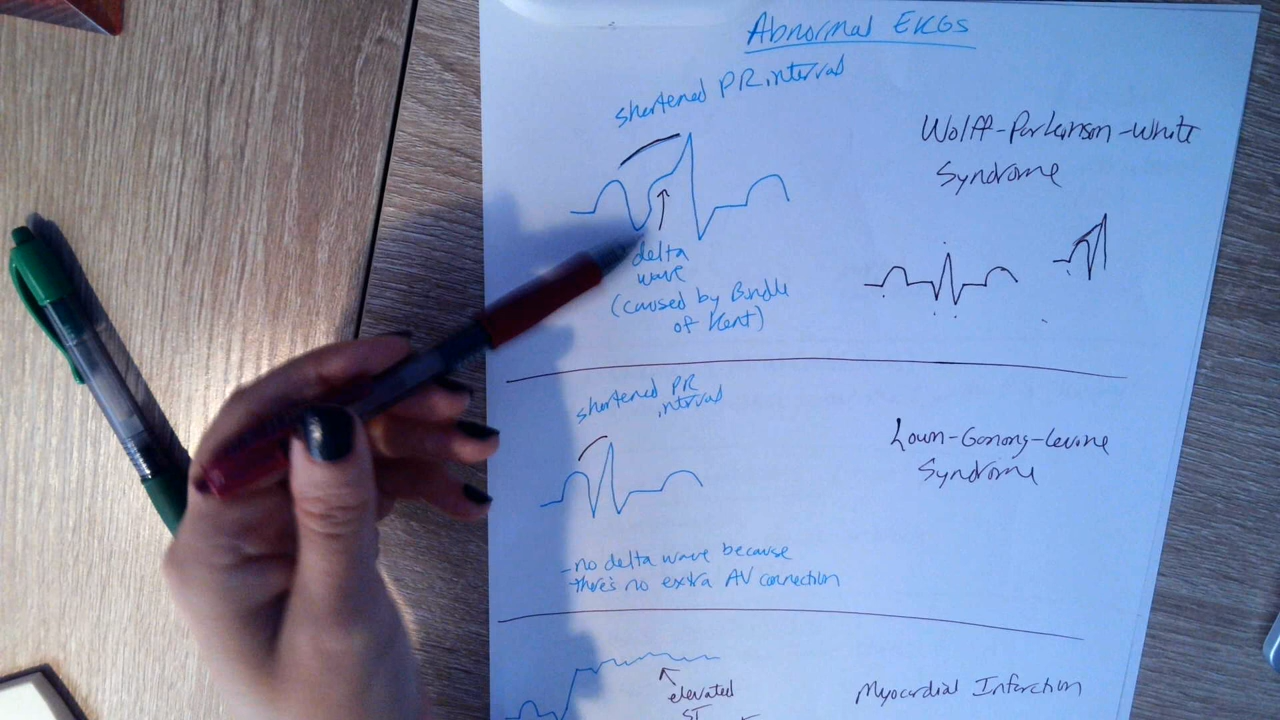 Abnormal EKGs
shortened PR interval
Wolff-Parkinson-White
Syndrome
delta
wave
(caused by Bundle
of Kent)
shortened PR
interval
Lown-Ganong-Levine
Syndrome
- no delta wave because
there's no extra AV connection
elevated
ST
Myocardial Infarction